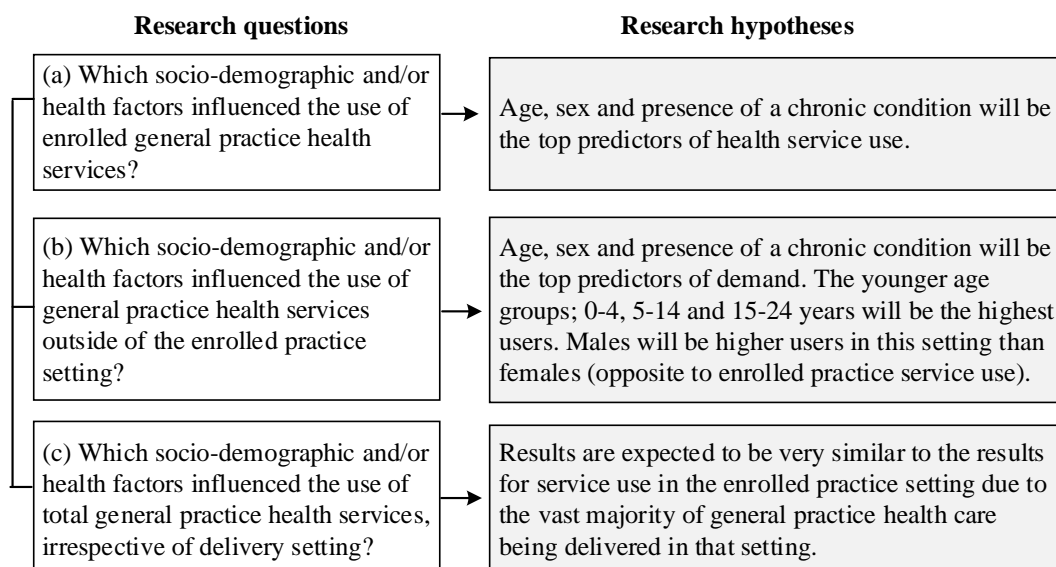 Research questions
Research hypotheses
(a) Which socio-demographic and/or
health factors influenced the use of
enrolled general practice health
services?
Age, sex and presence of a chronic condition will be
the top predictors of health service use.
(b) Which socio-demographic and/or
health factors influenced the use of
general practice health services
outside of the enrolled practice
setting?
Age, sex and presence of a chronic condition will be
the top predictors of demand. The younger age
groups; 0-4, 5-14 and 15-24 years will be the highest
users. Males will be higher users in this setting than
females (opposite to enrolled practice service use).
(c) Which socio-demographic and/or
health factors influenced the use of
total general practice health services,
irrespective of delivery setting?
Results are expected to be very similar to the results
for service use in the enrolled practice setting due to
the vast majority of general practice health care
being delivered in that setting.